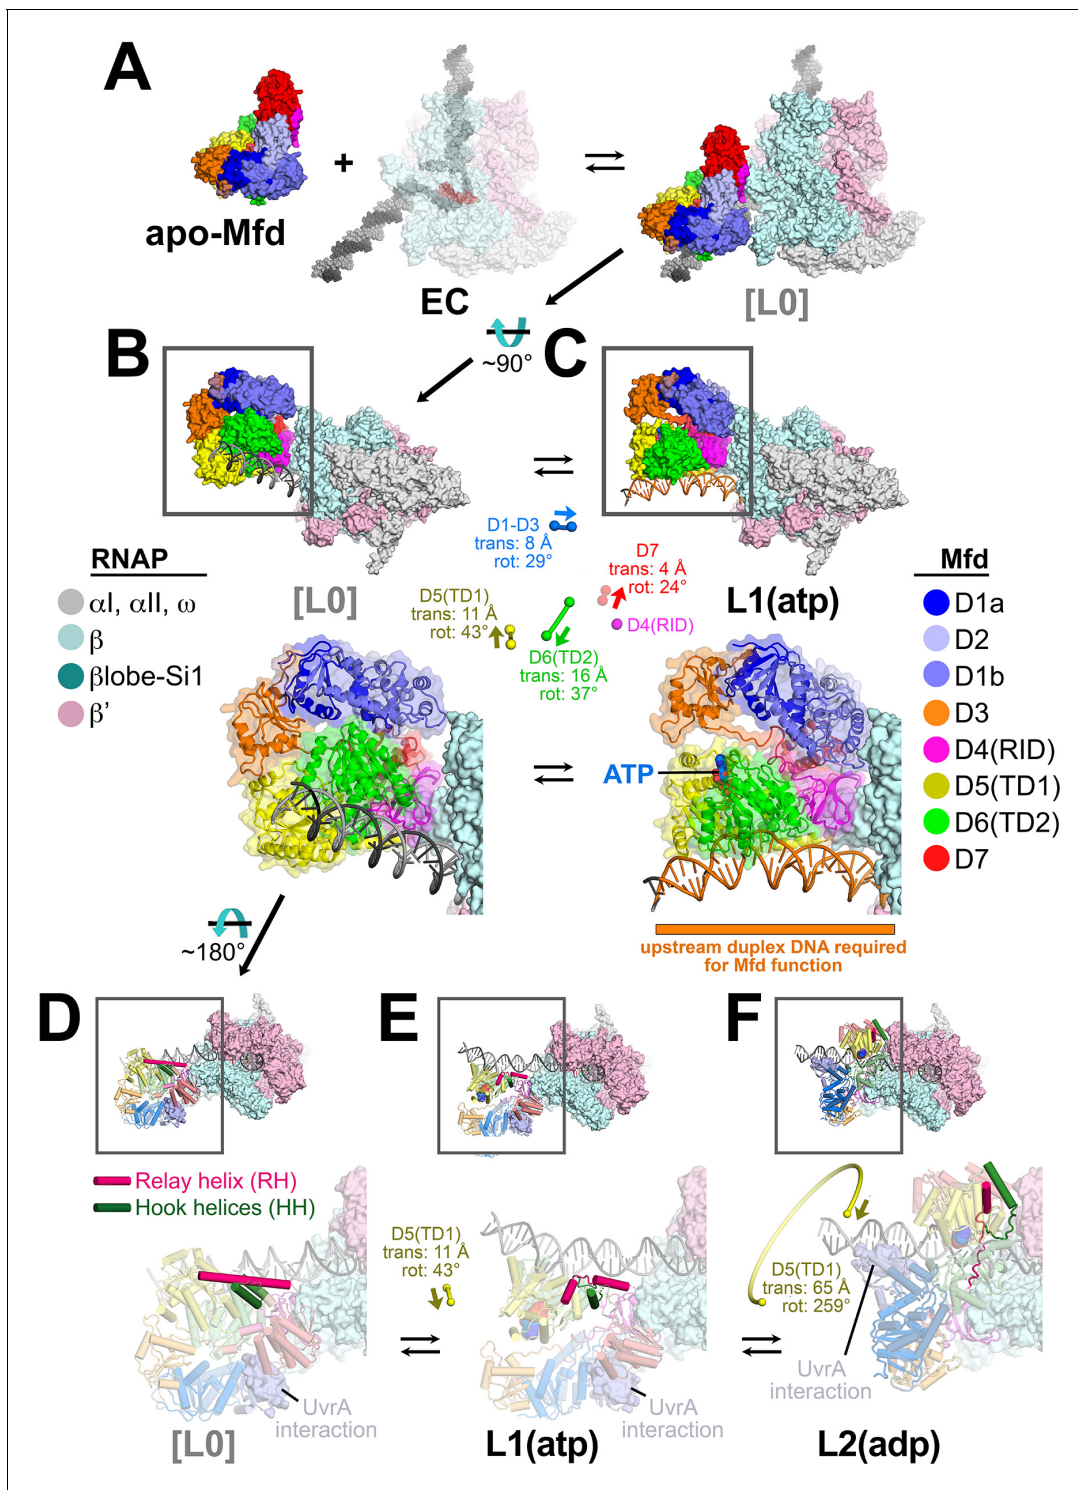 A
+
apo-Mfd
EC
[L0]
~90°
B
C
D1-D3
trans: 8 Å
rot: 29°
D7
trans: 4 Å
rot: 24°
D5(TD1)
trans: 11 Å
rot: 43°
D4(RID)
D6(TD2)
trans: 16 Å
rot: 37°
[L0]
L1(atp)
RNAP
αI, αII, ω
β
βlobe-Si1
β'
Mfd
D1a
D2
D1b
D3
D4(RID)
D5(TD1)
D6(TD2)
D7
ATP
upstream duplex DNA required
for Mfd function
~180°
D
E
F
Relay helix (RH)
Hook helices (HH)
D5(TD1)
trans: 11 Å
rot: 43°
D5(TD1)
trans: 65 Å
rot: 259°
UvrA
interaction
UvrA
interaction
UvrA
interaction
[L0]
L1(atp)
L2(adp)